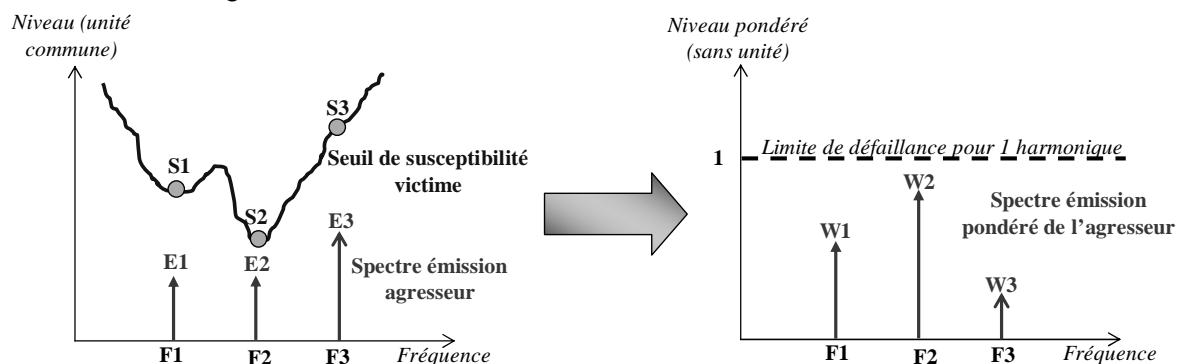 Niveau (unité
commune)
S3
S1
Seuil de susceptibilité
victime
S2
E3
E1
E2
Spectre émission
agresseur
F1
F2
F3
Fréquence
Niveau pondéré
(sans unité)
1
Limite de défaillance pour 1 harmonique
W2
Spectre émission
pondéré de l'agresseur
W1
W3
F1
F2
F3
Fréquence